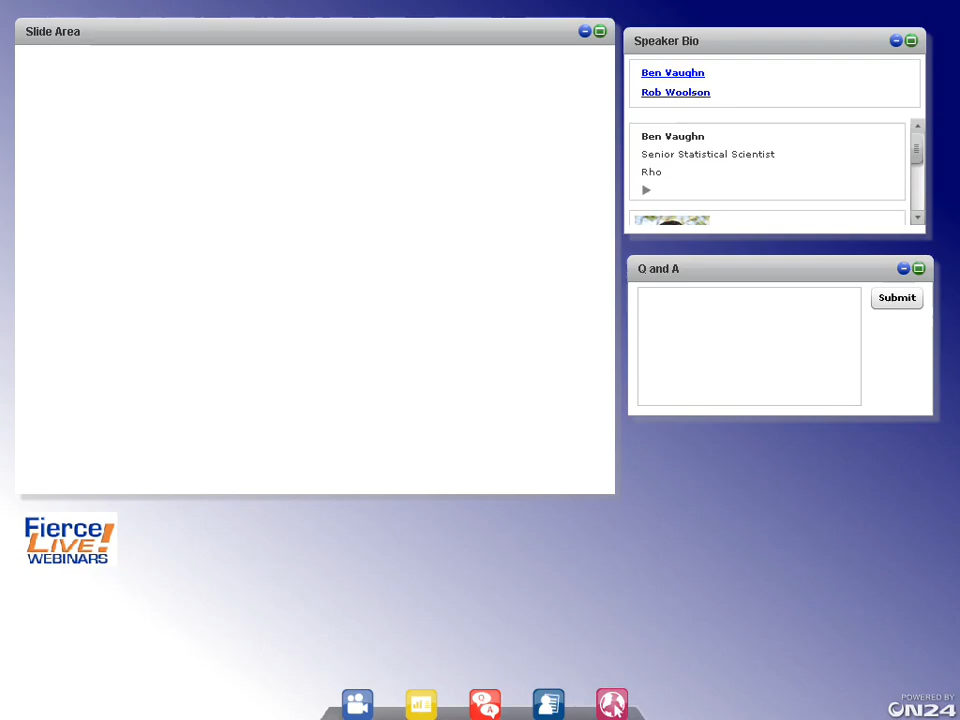 Slide Area
Speaker Bio
Ben Vaughn
Rob Woolson
Ben Vaughn
Senior Statistical Scientist
Rho
Q and A
Submit
Fierce
LIVE!
WEBINARS
Q
A
POWERED BY
ON24